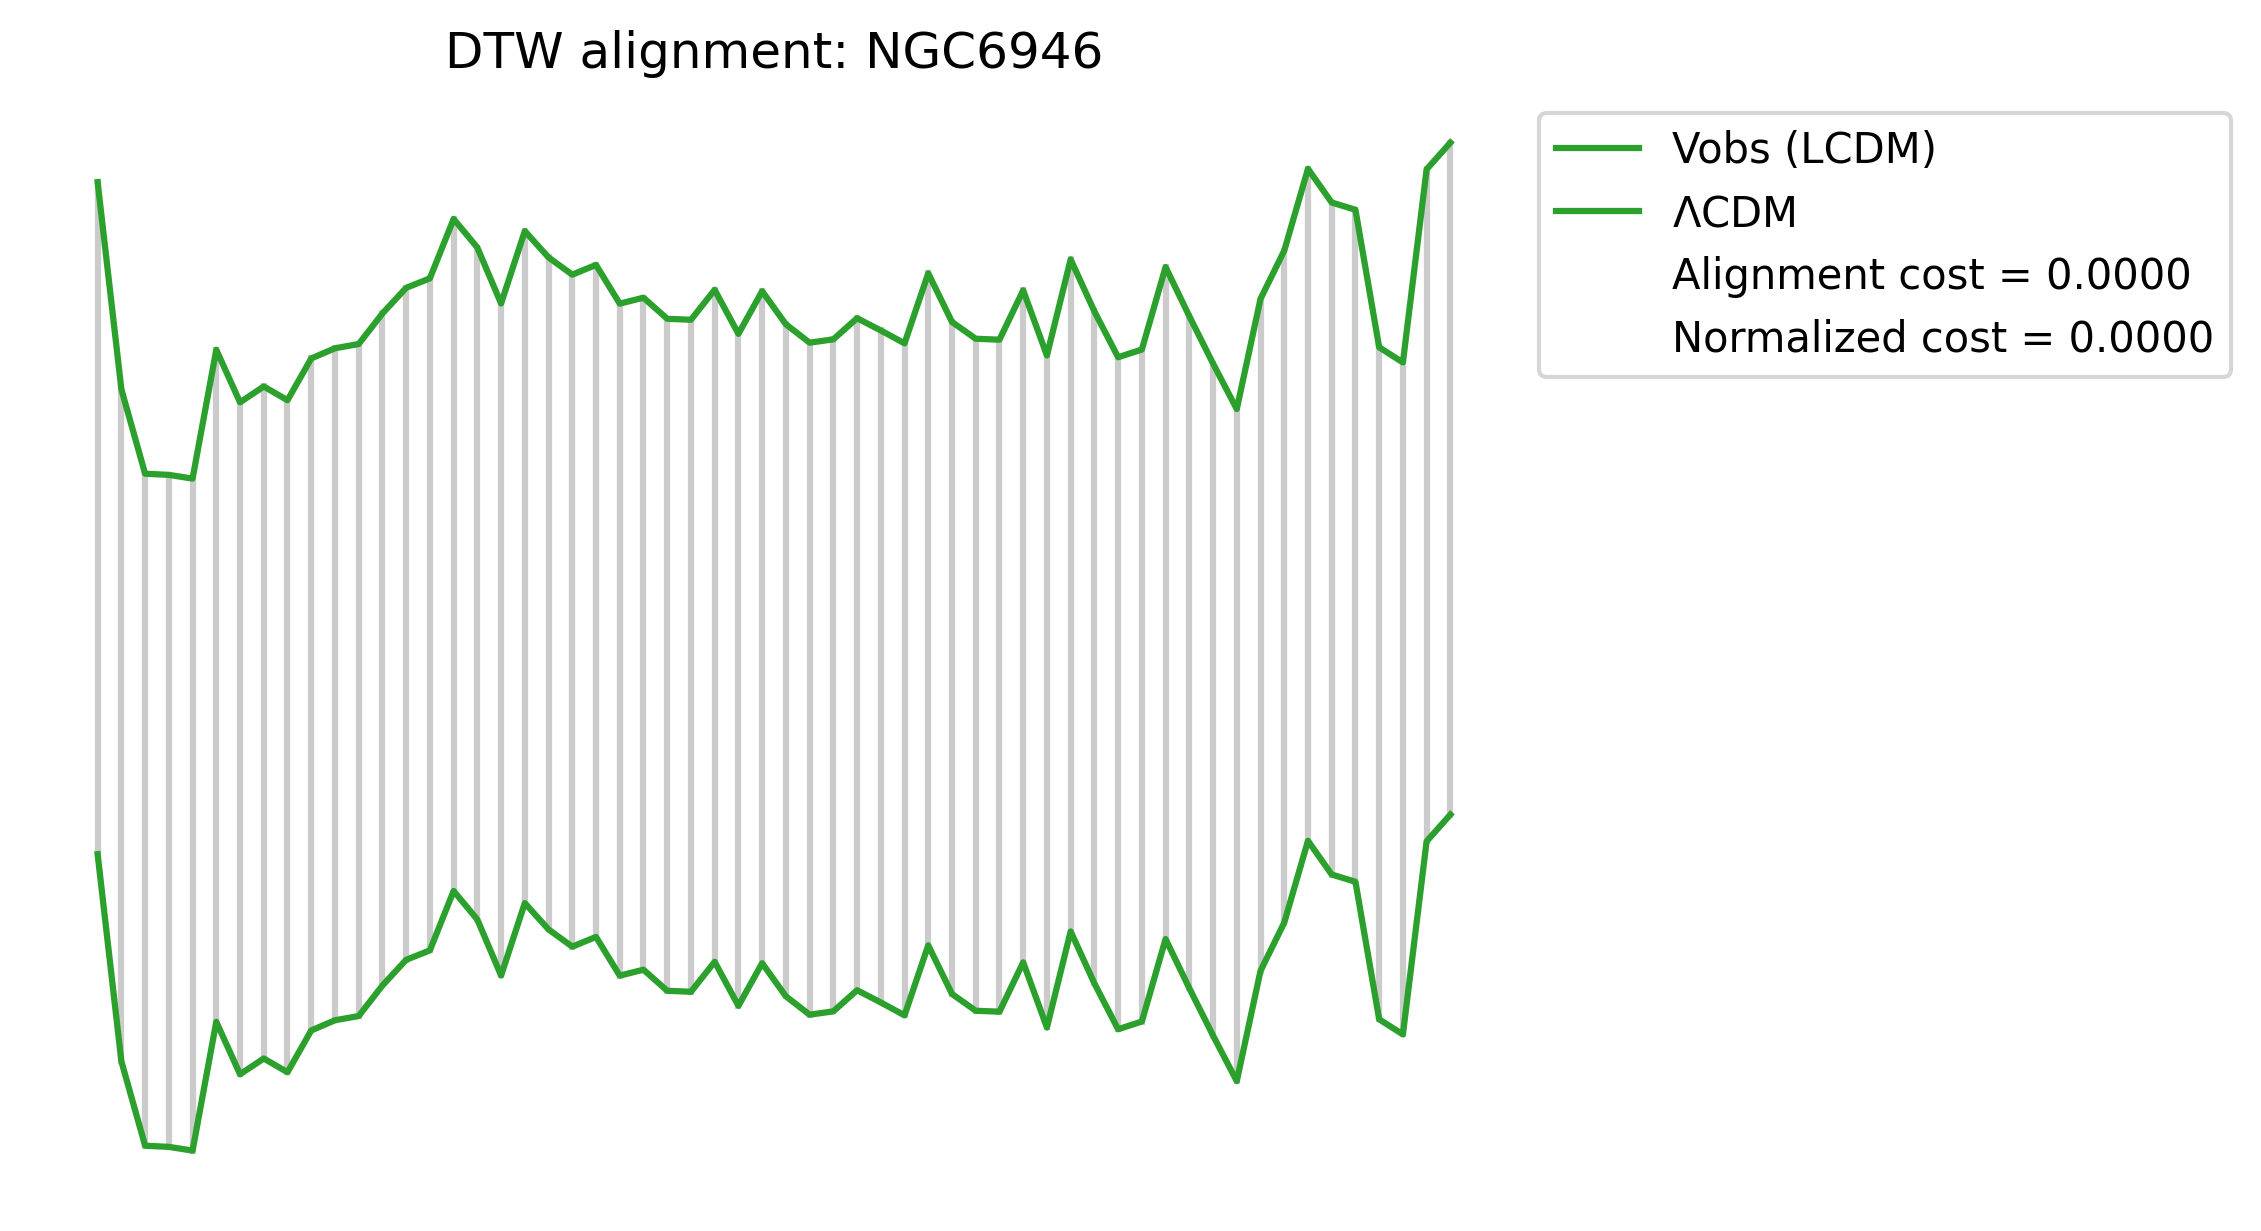 DTW alignment: NGC6946
Vobs (LCDM)
ΛCDM
Alignment cost = 0.0000
Normalized cost = 0.0000